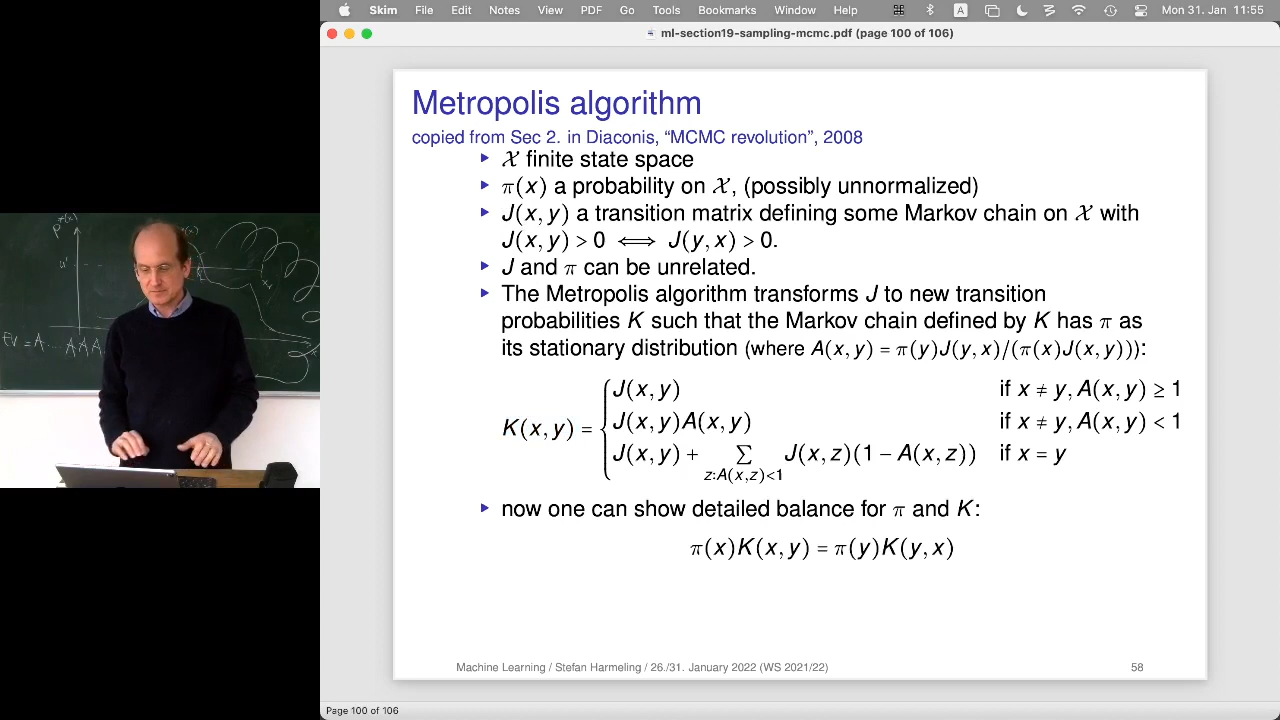 Skim File Edit Notes View PDF Go Tools Bookmarks Window Help A Mon 31. Jan 11:55
ml-section19-sampling-mcmc.pdf (page 100 of 106)
Metropolis algorithm
copied from Sec 2. in Diaconis, “MCMC revolution”, 2008
▶ 𝒳 finite state space
▶ π(x) a probability on 𝒳, (possibly unnormalized)
▶ J(x, y) a transition matrix defining some Markov chain on 𝒳 with
J(x, y) > 0 ⟺ J(y, x) > 0.
▶ J and π can be unrelated.
▶ The Metropolis algorithm transforms J to new transition
probabilities K such that the Markov chain defined by K has π as
its stationary distribution (where A(x, y) = π(y)J(y, x)/(π(x)J(x, y))):
J(x, y) if x ≠ y, A(x, y) ≥ 1
K(x, y) = { J(x, y)A(x, y) if x ≠ y, A(x, y) < 1
J(x, y) + ∑ J(x, z)(1 − A(x, z)) if x = y
z:A(x,z)<1
▶ now one can show detailed balance for π and K:
π(x)K(x, y) = π(y)K(y, x)
Machine Learning / Stefan Harmeling / 26./31. January 2022 (WS 2021/22) 58
Page 100 of 106